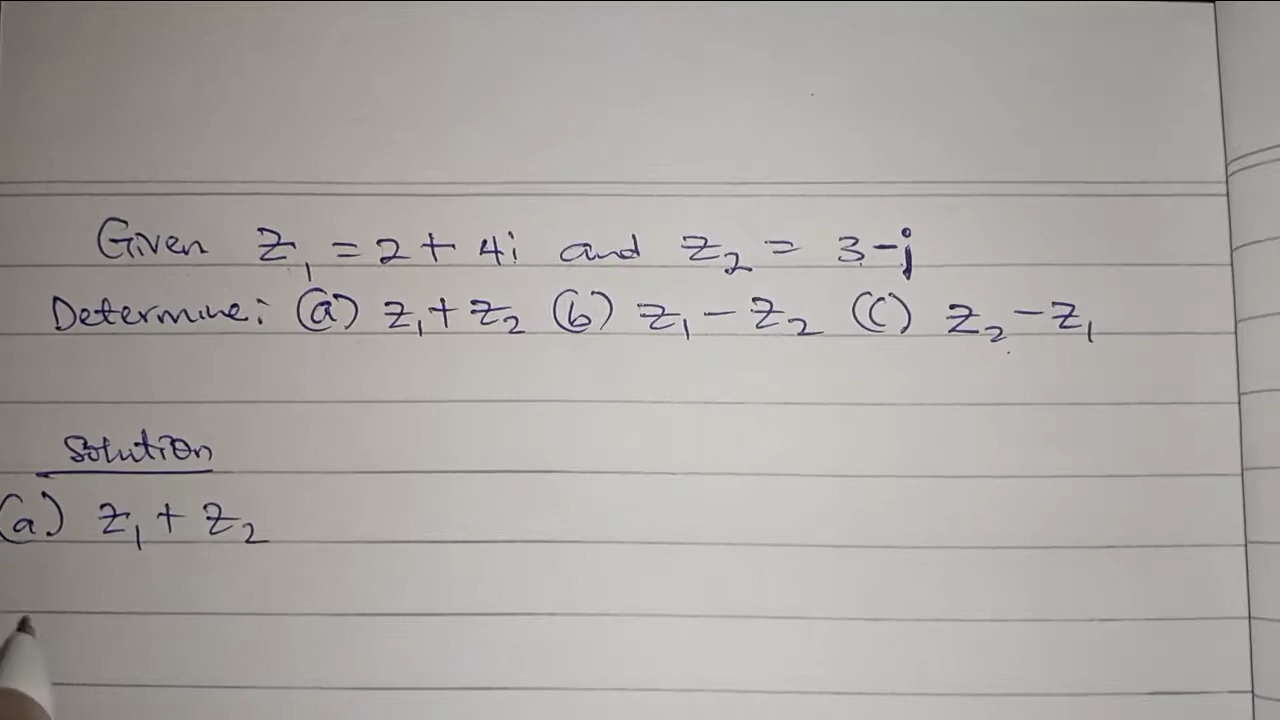 Given z₁ = 2 + 4i and z₂ = 3 - j
Determine: (a) z₁ + z₂ (b) z₁ - z₂ (c) z₂ - z₁
Solution
(a) z₁ + z₂